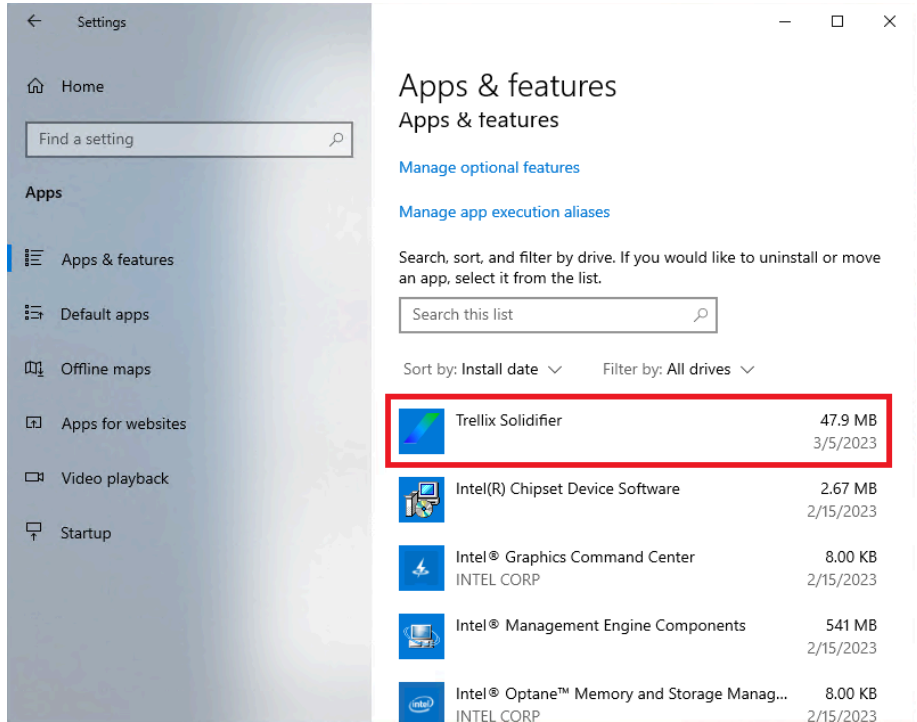 Settings
Home
Find a setting
Apps
Apps & features
Default apps
Offline maps
Apps for websites
Video playback
Startup
Apps & features
Apps & features
Manage optional features
Manage app execution aliases
Search, sort, and filter by drive. If you would like to uninstall or move
an app, select it from the list.
Search this list
Sort by: Install date Filter by: All drives
Trellix Solidifier 47.9 MB
3/5/2023
Intel(R) Chipset Device Software 2.67 MB
2/15/2023
Intel® Graphics Command Center 8.00 KB
INTEL CORP 2/15/2023
Intel® Management Engine Components 541 MB
2/15/2023
intel
Intel® Optane™ Memory and Storage Manag... 8.00 KB
INTEL CORP 2/15/2023